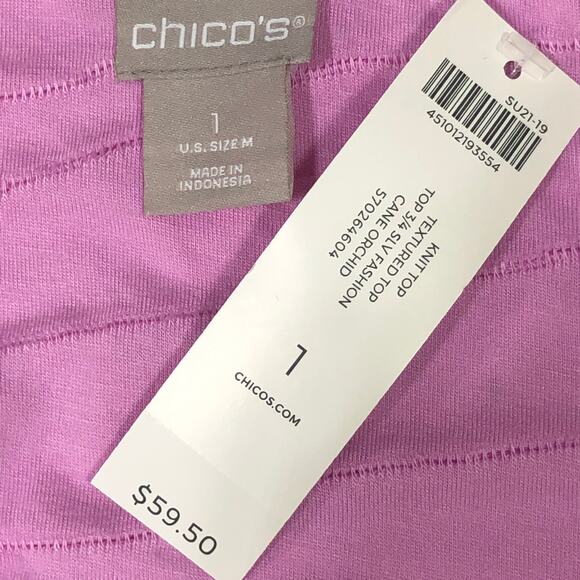 chico's®
1
U.S. SIZE M
MADE IN
INDONESIA
SU21-19
451012193554
KNIT TOP
TEXTURED TOP
TOP 3/4 SLV FASHION
CANE ORCHID
570264604
1
CHICOS.COM
$59.50